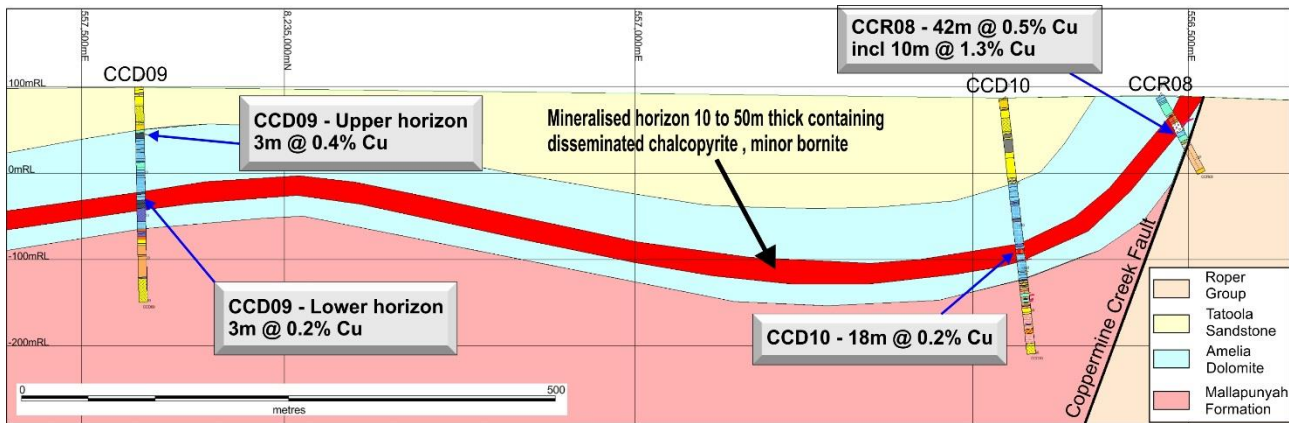 557,500mE
8,235,000mN
557,000mE
556,500mE
CCR08 - 42m @ 0.5% Cu
incl 10m @ 1.3% Cu
CCD09
CCD10
CCR08
100mRL
CCD09 - Upper horizon
3m @ 0.4% Cu
Mineralised horizon 10 to 50m thick containing
disseminated chalcopyrite , minor bornite
0mRL
-100mRL
CCD09 - Lower horizon
3m @ 0.2% Cu
CCD10 - 18m @ 0.2% Cu
-200mRL
Coppermine Creek Fault
Roper
Group
Tatoola
Sandstone
Amelia
Dolomite
Mallapunyah
Formation
0
500
metres